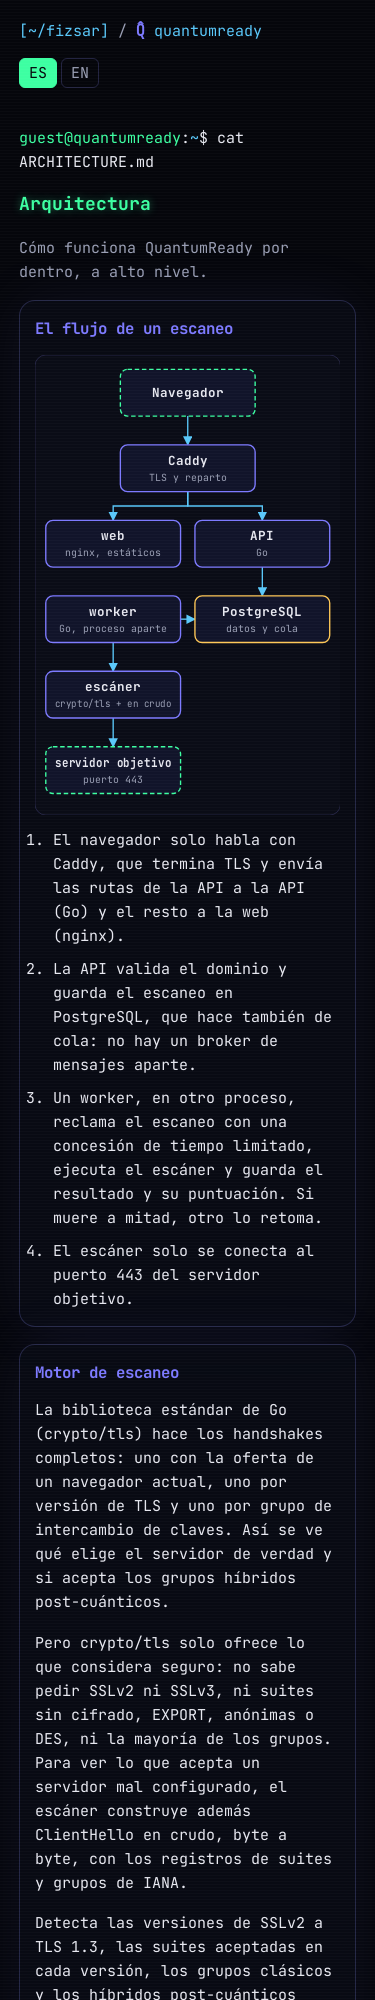 [~/fizsar] / Q̂ quantumready
ES EN
guest@quantumready:~$ cat
ARCHITECTURE.md
Arquitectura
Cómo funciona QuantumReady por
dentro, a alto nivel.
El flujo de un escaneo
Navegador
Caddy
TLS y reparto
web
nginx, estáticos
API
Go
worker
Go, proceso aparte
PostgreSQL
datos y cola
escáner
crypto/tls + en crudo
servidor objetivo
puerto 443
1. El navegador solo habla con
Caddy, que termina TLS y envía
las rutas de la API a la API
(Go) y el resto a la web
(nginx).
2. La API valida el dominio y
guarda el escaneo en
PostgreSQL, que hace también de
cola: no hay un broker de
mensajes aparte.
3. Un worker, en otro proceso,
reclama el escaneo con una
concesión de tiempo limitado,
ejecuta el escáner y guarda el
resultado y su puntuación. Si
muere a mitad, otro lo retoma.
4. El escáner solo se conecta al
puerto 443 del servidor
objetivo.
Motor de escaneo
La biblioteca estándar de Go
(crypto/tls) hace los handshakes
completos: uno con la oferta de
un navegador actual, uno por
versión de TLS y uno por grupo de
intercambio de claves. Así se ve
qué elige el servidor de verdad y
si acepta los grupos híbridos
post-cuánticos.
Pero crypto/tls solo ofrece lo
que considera seguro: no sabe
pedir SSLv2 ni SSLv3, ni suites
sin cifrado, EXPORT, anónimas o
DES, ni la mayoría de los grupos.
Para ver lo que acepta un
servidor mal configurado, el
escáner construye además
ClientHello en crudo, byte a
byte, con los registros de suites
y grupos de IANA.
Detecta las versiones de SSLv2 a
TLS 1.3, las suites aceptadas en
cada versión, los grupos clásicos
y los híbridos post-cuánticos